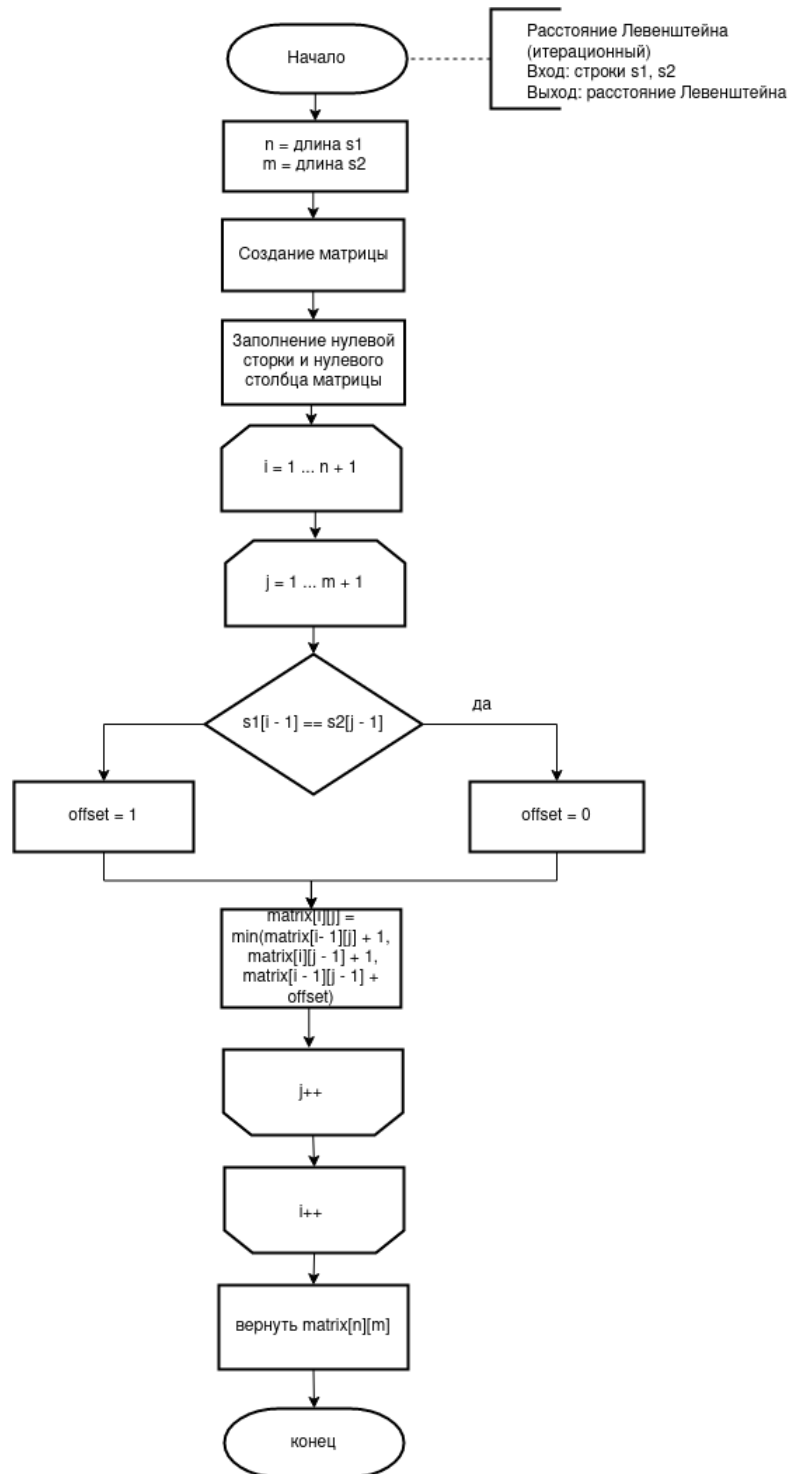 Начало
Расстояние Левенштейна
(итерационный)
Вход: строки s1, s2
Выход: расстояние Левенштейна
n = длина s1
m = длина s2
Создание матрицы
Заполнение нулевой
сторки и нулевого
столбца матрицы
i = 1 ... n + 1
j = 1 ... m + 1
s1[i - 1] == s2[j - 1]
да
offset = 1
offset = 0
matrix[i][j] =
min(matrix[i- 1][j] + 1,
matrix[i][j - 1] + 1,
matrix[i - 1][j - 1] +
offset)
j++
i++
вернуть matrix[n][m]
конец